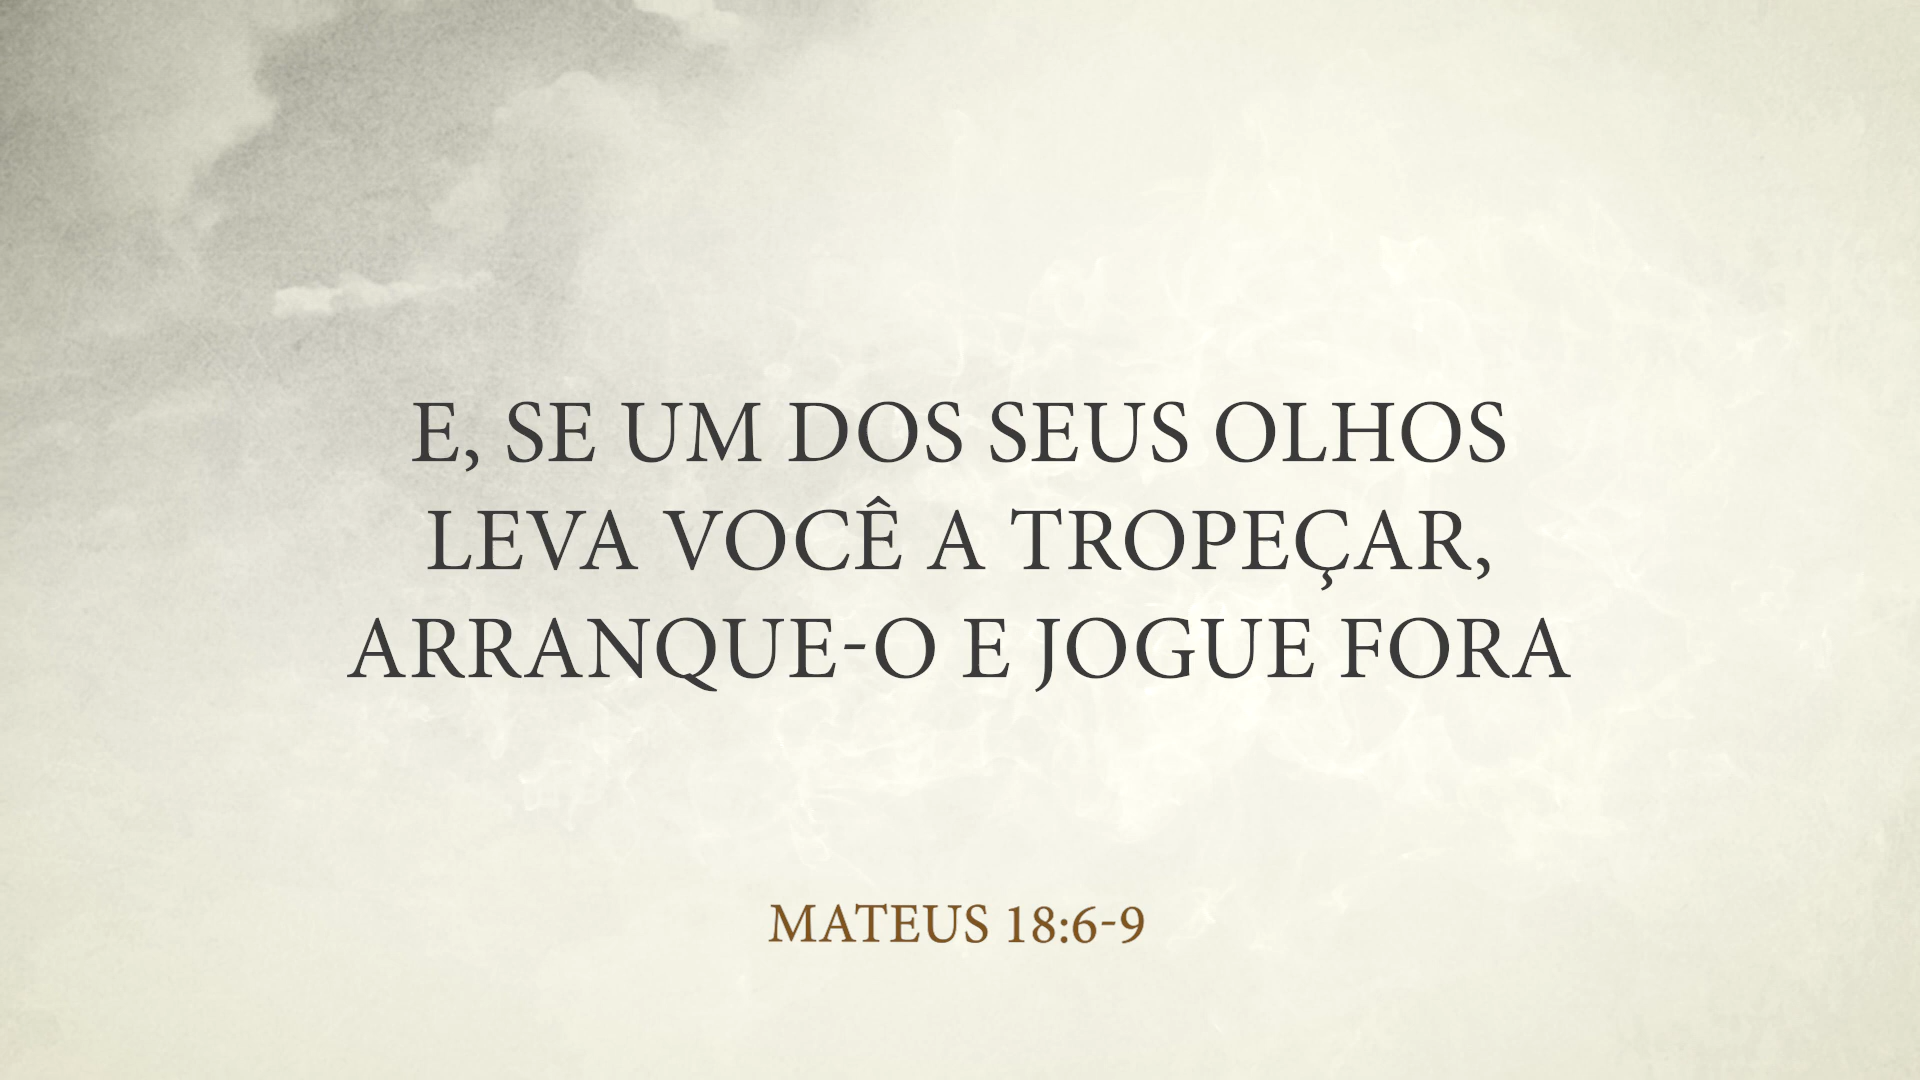 E, SE UM DOS SEUS OLHOS
LEVA VOCÊ A TROPEÇAR,
ARRANQUE-O E JOGUE FORA
MATEUS 18:6-9